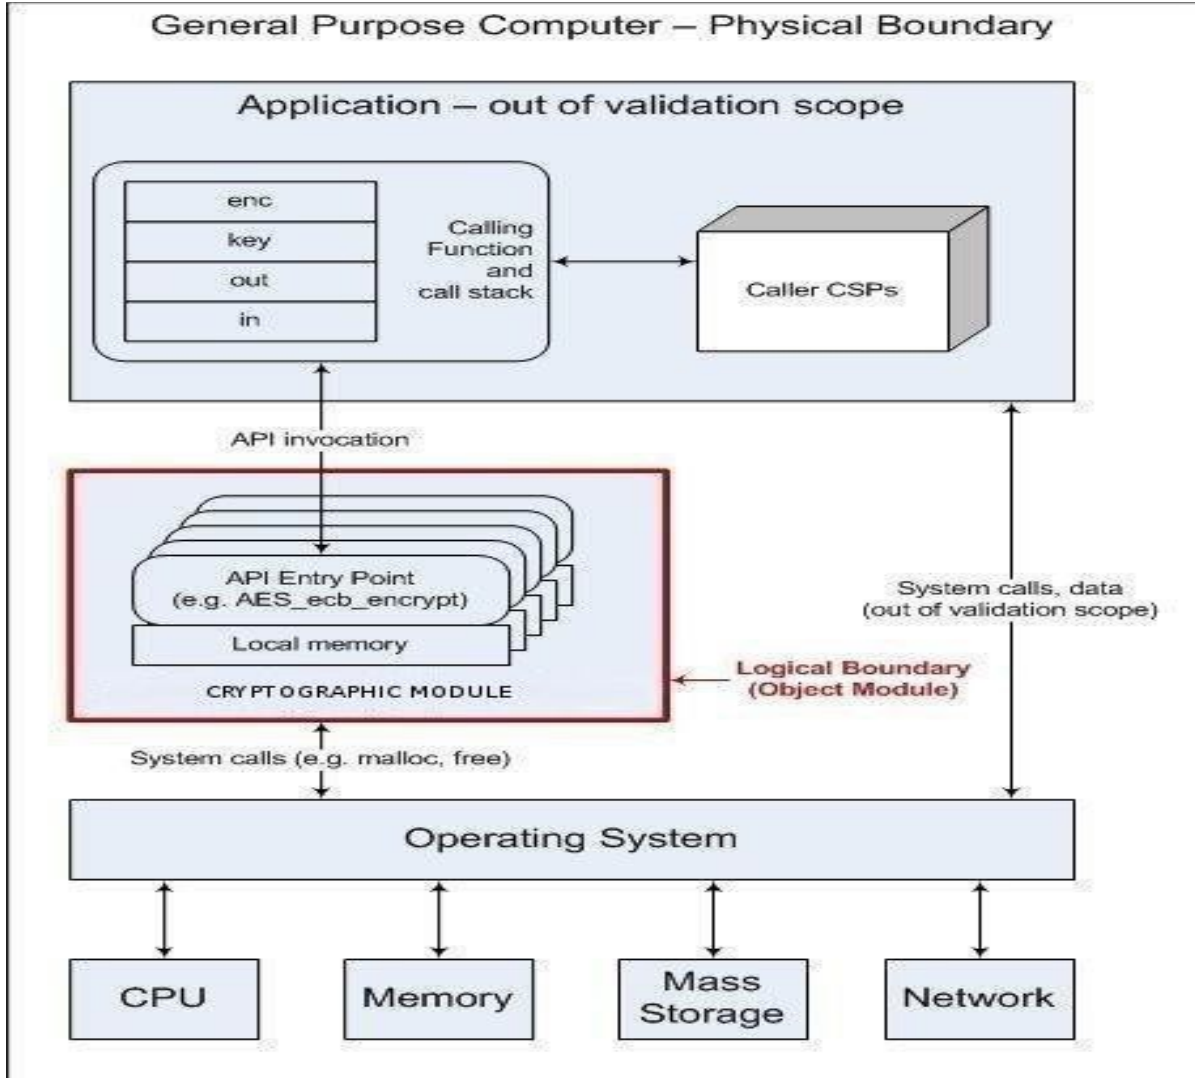 General Purpose Computer – Physical Boundary
Application – out of validation scope
enc
key
out
in
Calling
Function
and
call stack
Caller CSPs
API invocation
API Entry Point
(e.g. AES_ecb_encrypt)
Local memory
CRYPTOGRAPHIC MODULE
System calls, data
(out of validation scope)
Logical Boundary
(Object Module)
System calls (e.g. malloc, free)
Operating System
CPU
Memory
Mass
Storage
Network